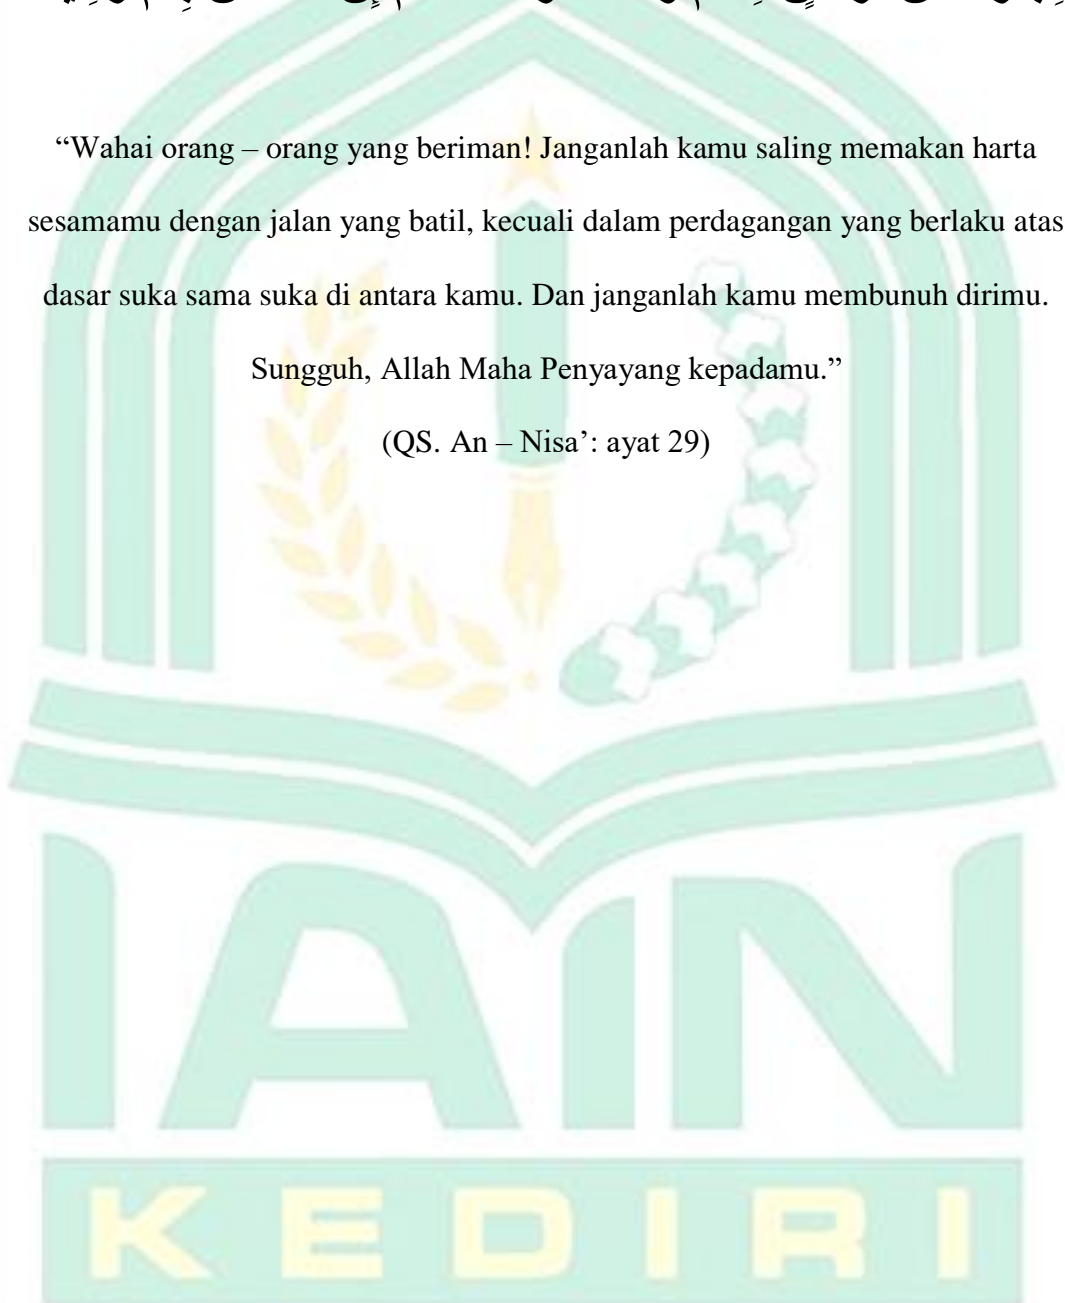 “Wahai orang – orang yang beriman! Janganlah kamu saling memakan harta
sesamamu dengan jalan yang batil, kecuali dalam perdagangan yang berlaku atas
dasar suka sama suka di antara kamu. Dan janganlah kamu membunuh dirimu.
Sungguh, Allah Maha Penyayang kepadamu.”
(QS. An – Nisa’: ayat 29)
IAIN
KEDIRI